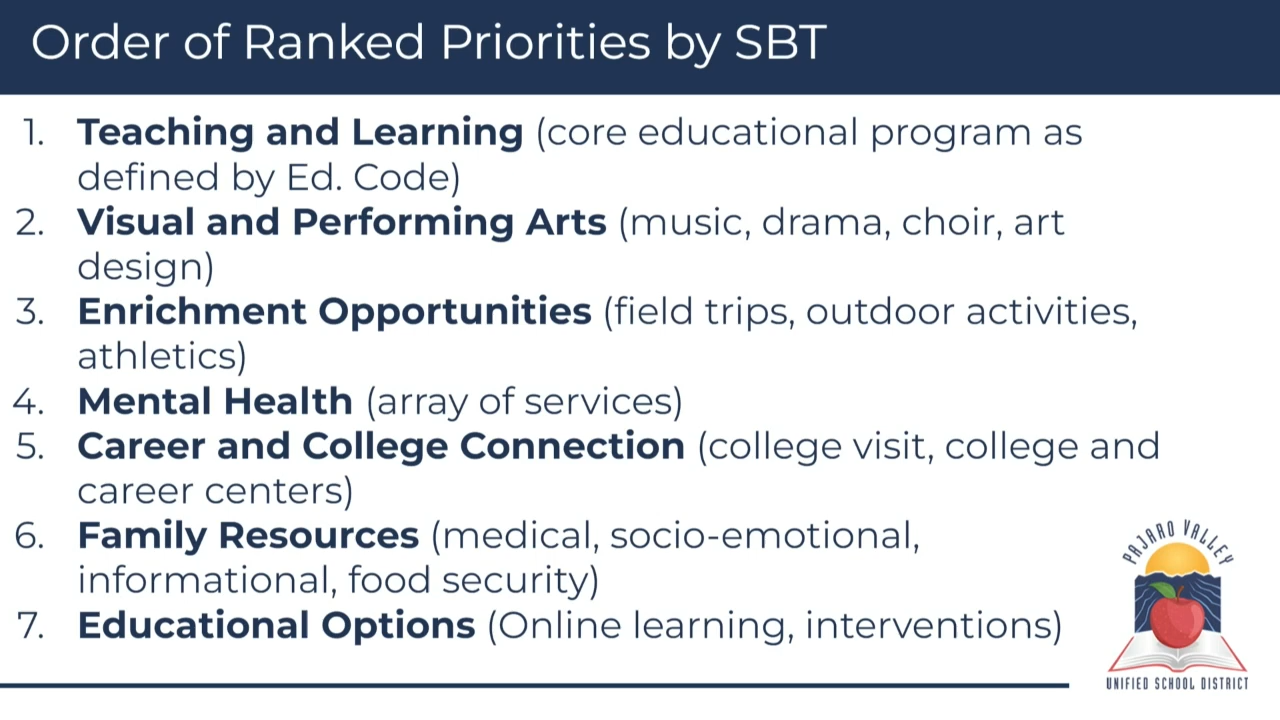 Order of Ranked Priorities by SBT
1. Teaching and Learning (core educational program as
defined by Ed. Code)
2. Visual and Performing Arts (music, drama, choir, art
design)
3. Enrichment Opportunities (field trips, outdoor activities,
athletics)
4. Mental Health (array of services)
5. Career and College Connection (college visit, college and
career centers)
6. Family Resources (medical, socio-emotional,
informational, food security)
7. Educational Options (Online learning, interventions)
PAJARO VALLEY
UNIFIED SCHOOL DISTRICT